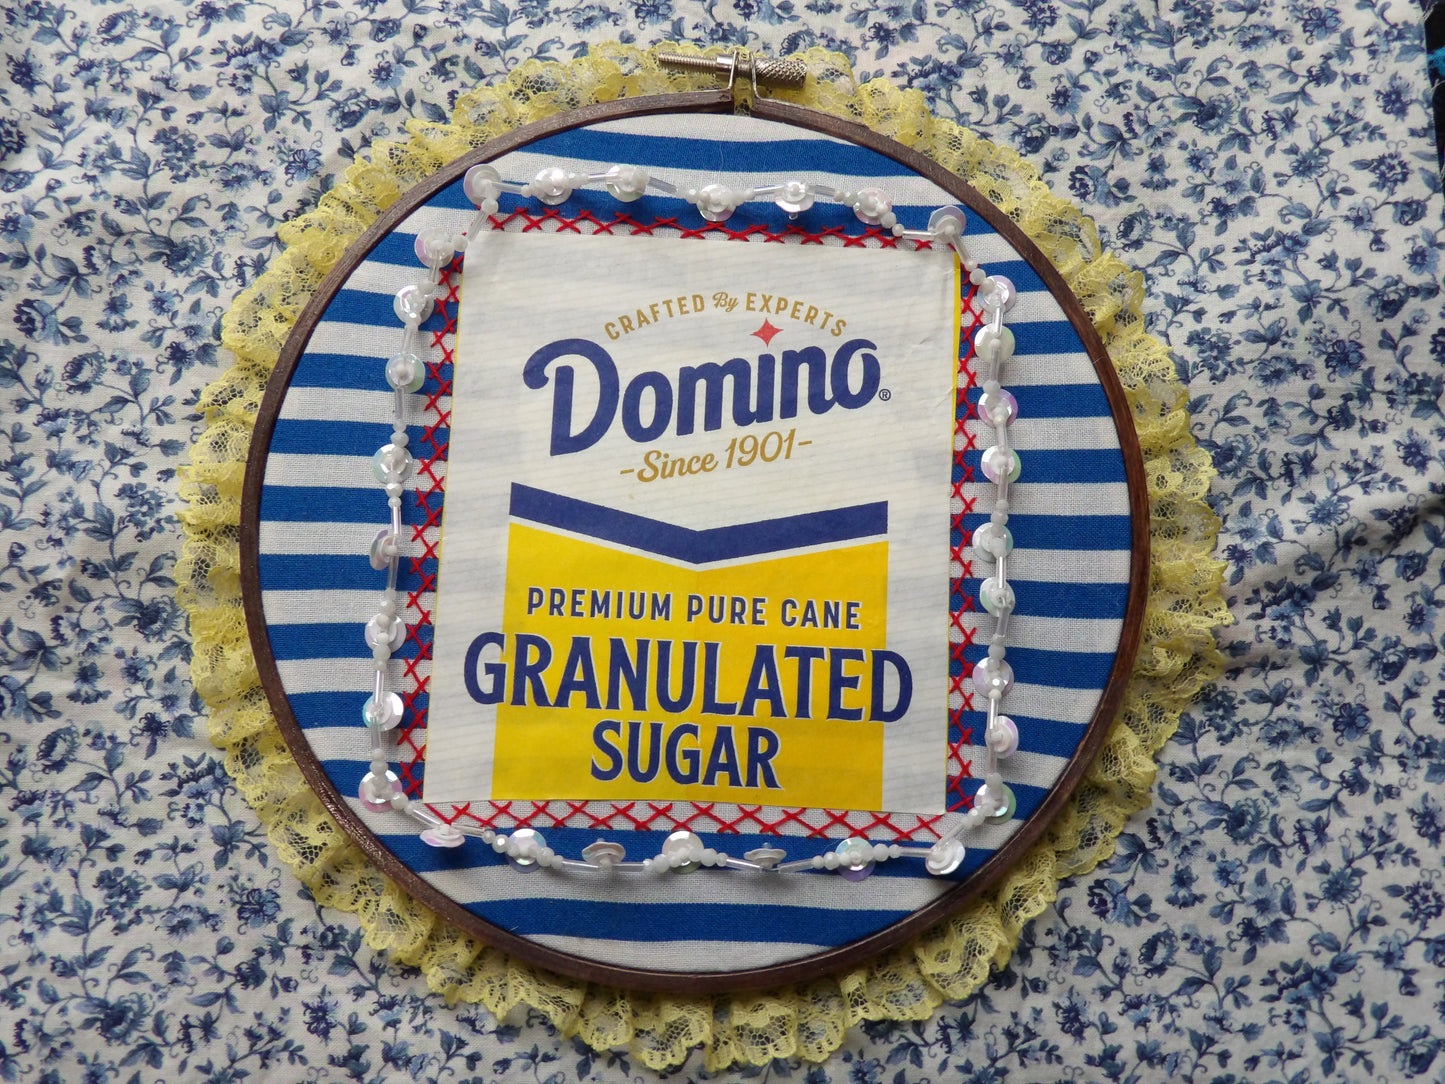 CRAFTED By EXPERTS
Domino®
-Since 1901-
PREMIUM PURE CANE
GRANULATED
SUGAR